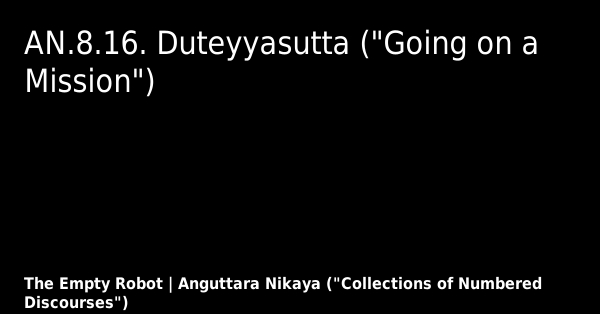 AN.8.16. Duteyyasutta ("Going on a
Mission")
The Empty Robot | Anguttara Nikaya ("Collections of Numbered
Discourses")